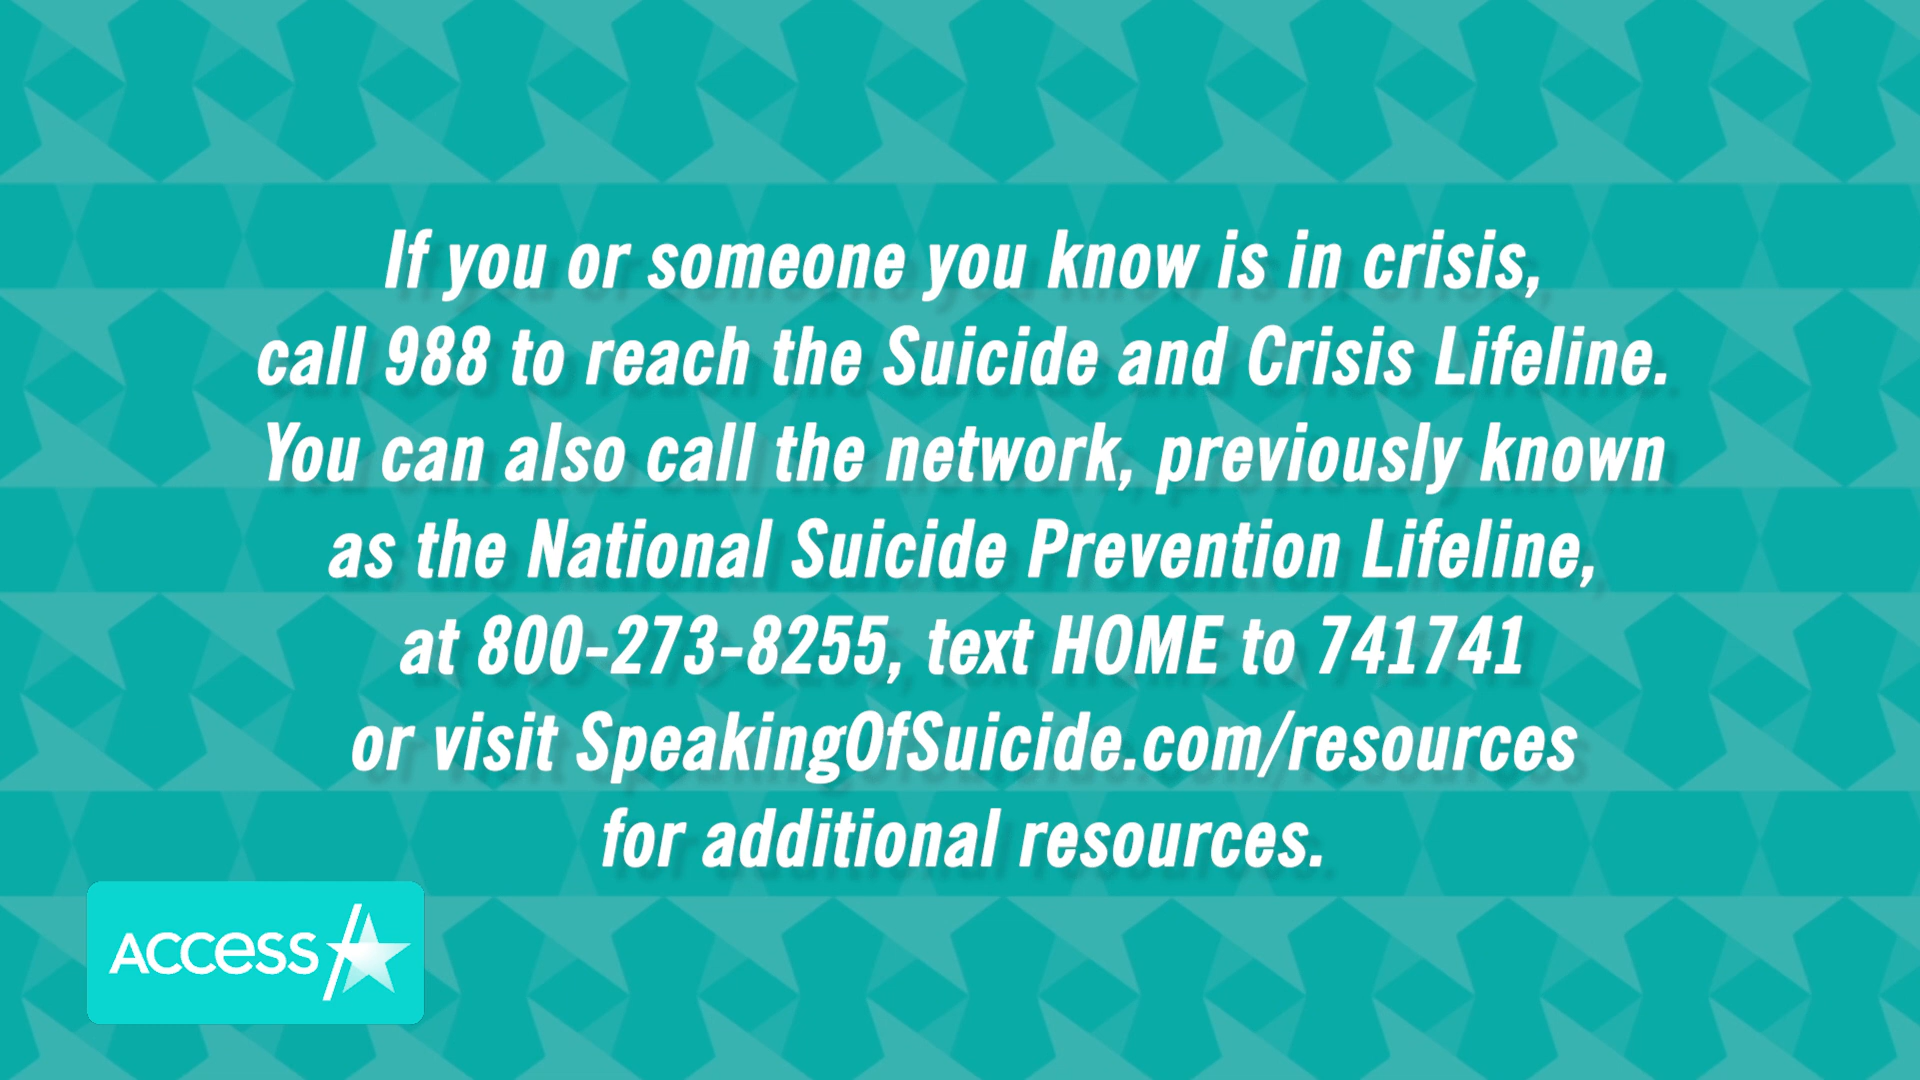 If you or someone you know is in crisis,
call 988 to reach the Suicide and Crisis Lifeline.
You can also call the network, previously known
as the National Suicide Prevention Lifeline,
at 800-273-8255, text HOME to 741741
or visit SpeakingOfSuicide.com/resources
for additional resources.
ACCESS